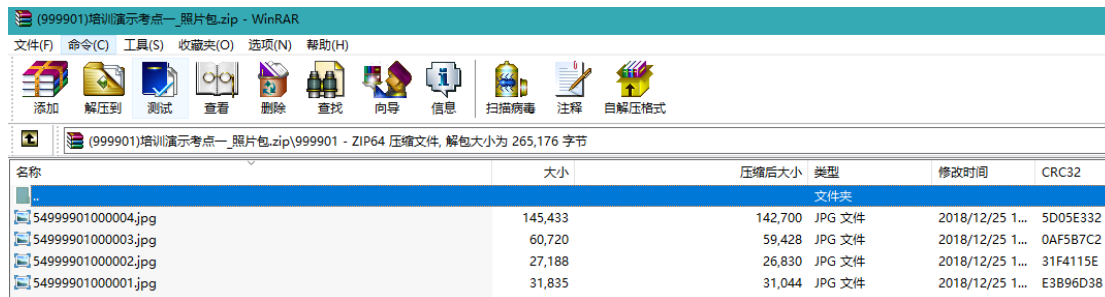 (999901)培训演示考点一_照片包.zip - WinRAR
文件(F) 命令(C) 工具(S) 收藏夹(O) 选项(N) 帮助(H)
添加 解压到 测试 查看 删除 查找 向导 信息 扫描病毒 注释 自解压格式
(999901)培训演示考点一_照片包.zip\999901 - ZIP64 压缩文件, 解包大小为 265,176 字节
名称 大小 压缩后大小 类型 修改时间 CRC32
.. 文件夹
54999901000004.jpg 145,433 142,700 JPG 文件 2018/12/25 1... 5D05E332
54999901000003.jpg 60,720 59,428 JPG 文件 2018/12/25 1... 0AF5B7C2
54999901000002.jpg 27,188 26,830 JPG 文件 2018/12/25 1... 31F4115E
54999901000001.jpg 31,835 31,044 JPG 文件 2018/12/25 1... E3B96D38